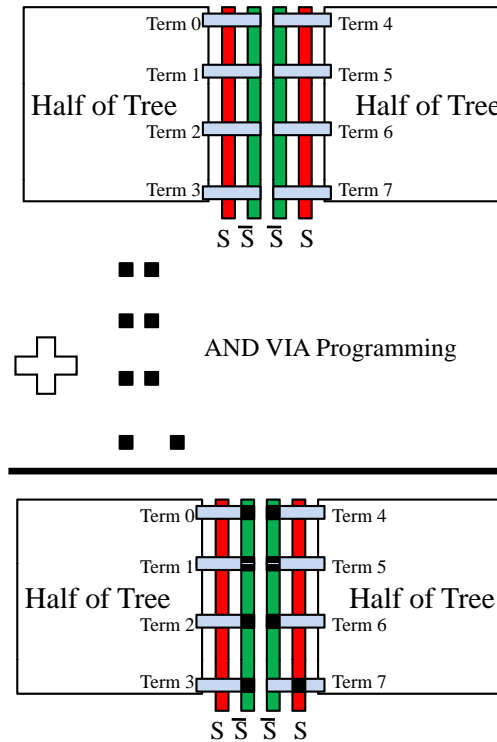 Term 0 Term 4
Term 1 Term 5
Half of Tree Half of Tree
Term 2 Term 6
Term 3 Term 7
S S̅ S̅ S
AND VIA Programming
Term 0 Term 4
Term 1 Term 5
Half of Tree Half of Tree
Term 2 Term 6
Term 3 Term 7
S S̅ S̅ S